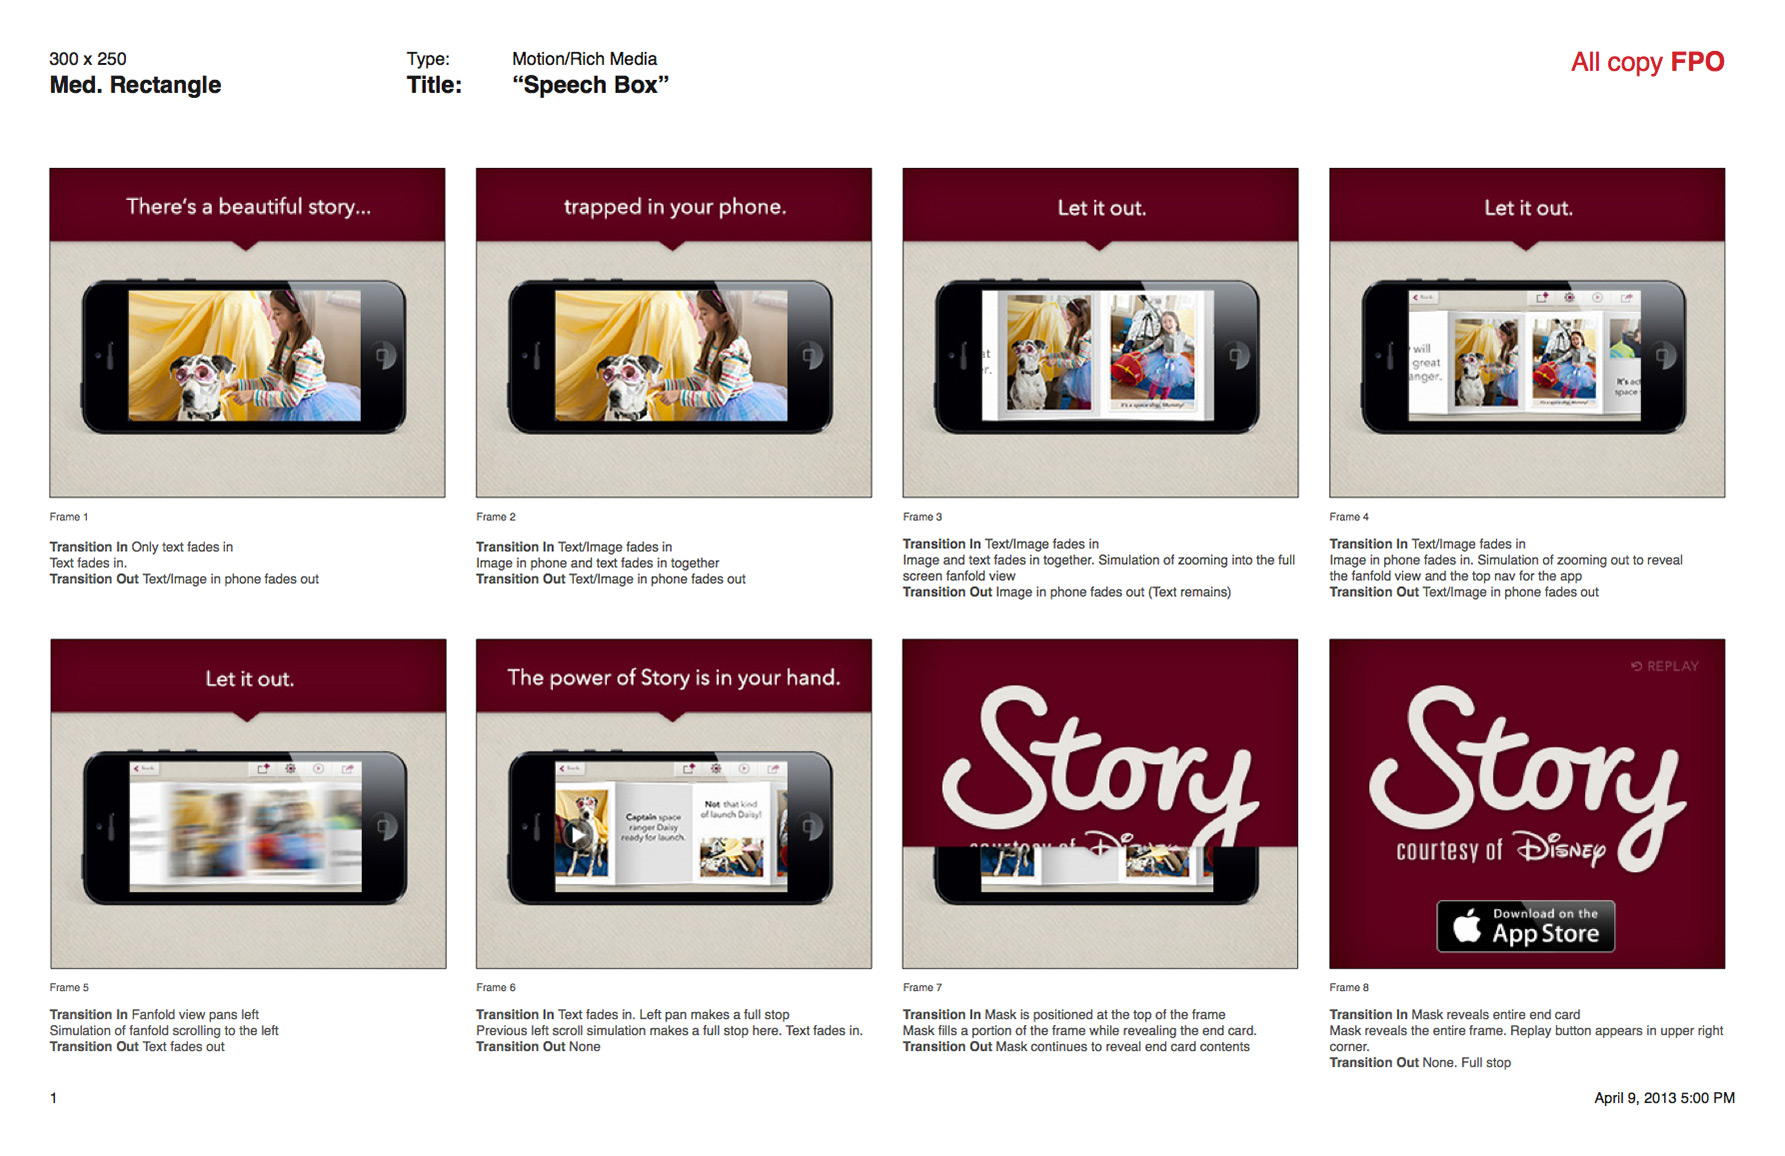 300 x 250
Med. Rectangle
Type: Motion/Rich Media
Title: “Speech Box”
All copy FPO
There's a beautiful story...
trapped in your phone.
Let it out.
at
r.
It's a space ship, Mommy!
Let it out.
will
great
anger.
It's a space ship, Mommy!
It's act
space
Frame 1
Transition In Only text fades in
Text fades in.
Transition Out Text/Image in phone fades out
Frame 2
Transition In Text/Image fades in
Image in phone and text fades in together
Transition Out Text/Image in phone fades out
Frame 3
Transition In Text/Image fades in
Image and text fades in together. Simulation of zooming into the full
screen fanfold view
Transition Out Image in phone fades out (Text remains)
Frame 4
Transition In Text/Image fades in
Image in phone fades in. Simulation of zooming out to reveal
the fanfold view and the top nav for the app
Transition Out Text/Image in phone fades out
Let it out.
The power of Story is in your hand.
Captain space
ranger Daisy
ready for launch.
Not that kind
of launch Daisy!
Story
courtesy of Disney
REPLAY
Story
courtesy of Disney
Download on the
App Store
Frame 5
Transition In Fanfold view pans left
Simulation of fanfold scrolling to the left
Transition Out Text fades out
Frame 6
Transition In Text fades in. Left pan makes a full stop
Previous left scroll simulation makes a full stop here. Text fades in.
Transition Out None
Frame 7
Transition In Mask is positioned at the top of the frame
Mask fills a portion of the frame while revealing the end card.
Transition Out Mask continues to reveal end card contents
Frame 8
Transition In Mask reveals entire end card
Mask reveals the entire frame. Replay button appears in upper right
corner.
Transition Out None. Full stop
1
April 9, 2013 5:00 PM